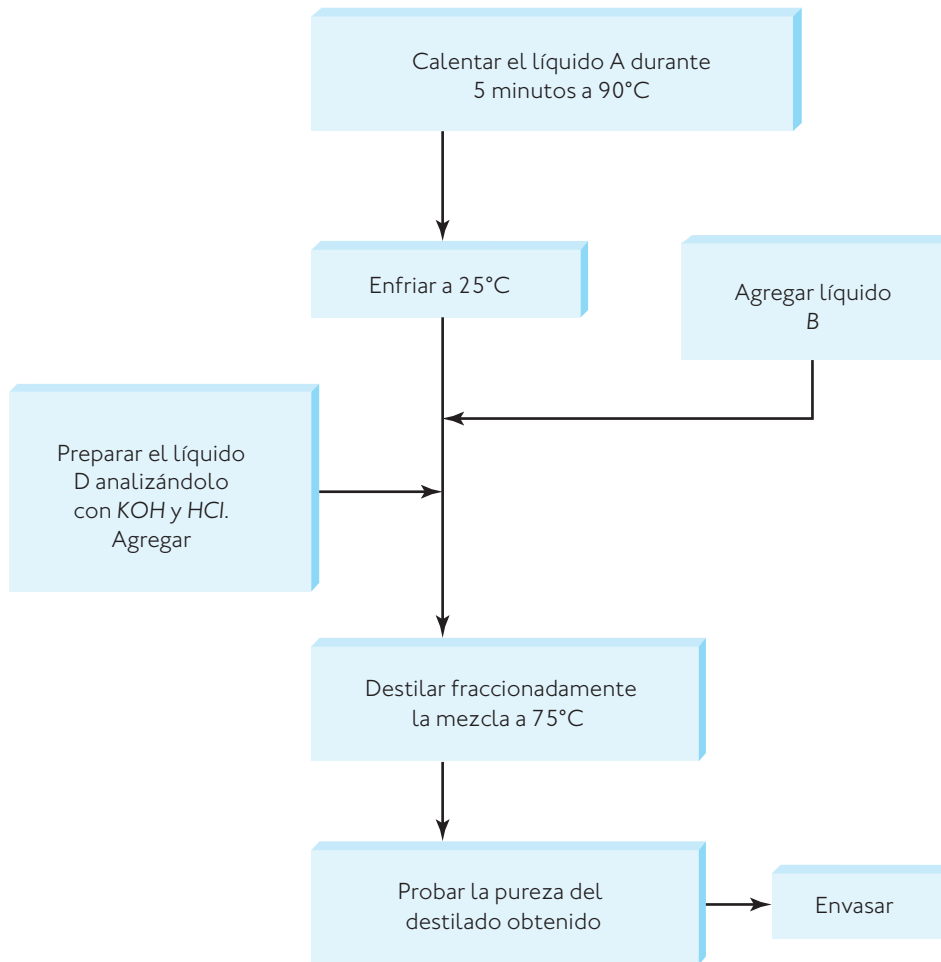 Calentar el líquido A durante
5 minutos a 90°C
Enfriar a 25°C
Agregar líquido
B
Preparar el líquido
D analizándolo
con KOH y HCl.
Agregar
Destilar fraccionadamente
la mezcla a 75°C
Probar la pureza del
destilado obtenido
Envasar